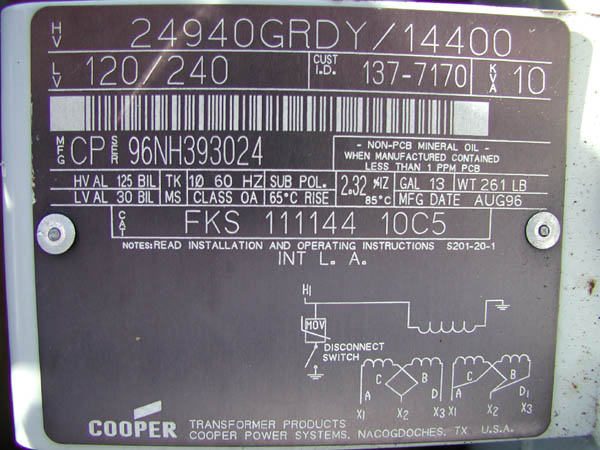 HV 24940GRDY/14400
LV 120/240 CUST I.D. 137-7170 KVA 10
MFG CP SER 96NH393024
- NON-PCB MINERAL OIL -
WHEN MANUFACTURED CONTAINED
LESS THAN 1 PPM PCB
HV AL 125 BIL TK 1Ø 60 HZ SUB POL. 2.32 %IZ 85°C GAL 13 WT 261 LB
LV AL 30 BIL MS CLASS OA 65°C RISE MFG DATE AUG96
CAT FKS 111144 10C5
NOTES: READ INSTALLATION AND OPERATING INSTRUCTIONS S201-20-1
INT L. A.
H1
MOV
DISCONNECT
SWITCH
C B C B
A D A D1
X1 X2 X3 X1 X2 X3
COOPER
TRANSFORMER PRODUCTS
COOPER POWER SYSTEMS, NACOGDOCHES, TX U.S.A.